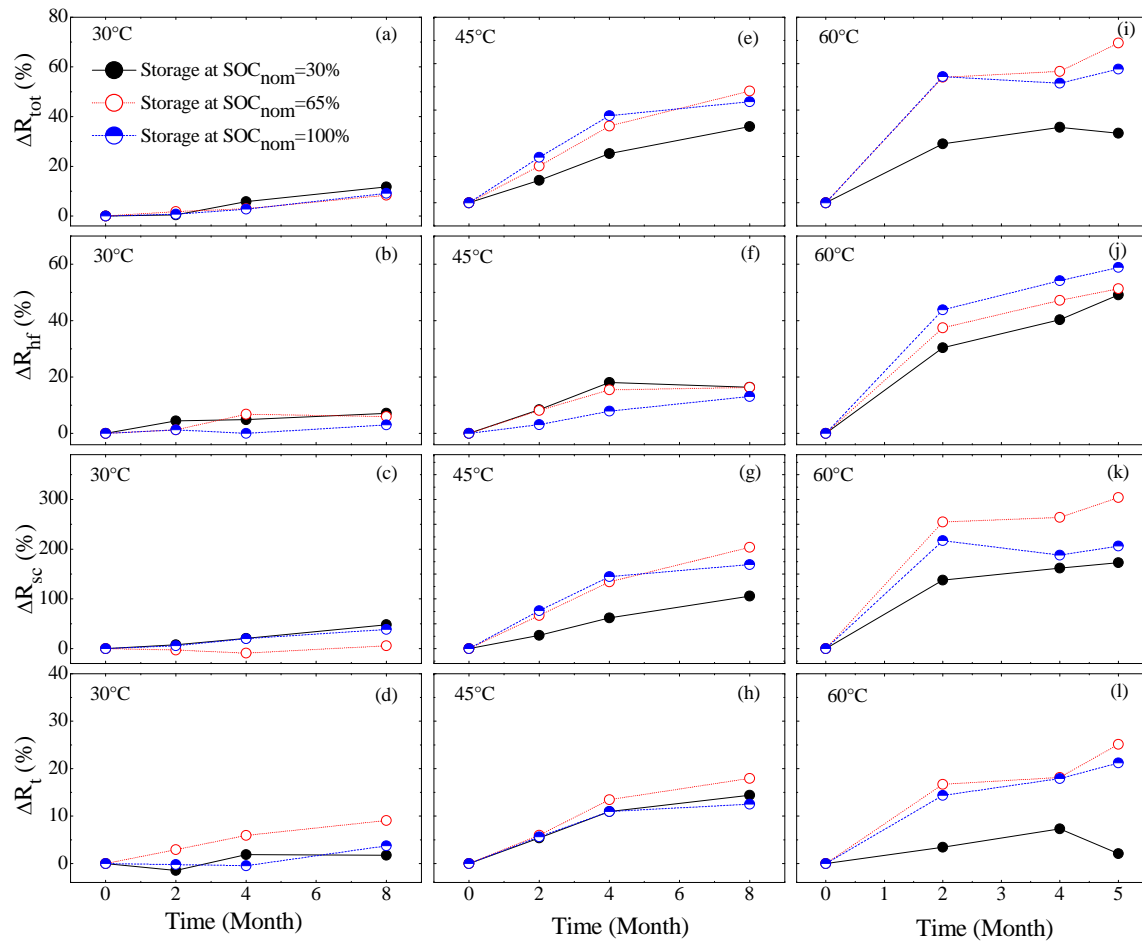 30°C (a)
45°C (e)
60°C (i)
Storage at SOCnom=30%
Storage at SOCnom=65%
Storage at SOCnom=100%
ΔRtot (%)
80
60
40
20
0
30°C (b)
45°C (f)
60°C (j)
ΔRhf (%)
60
40
20
0
30°C (c)
45°C (g)
60°C (k)
ΔRsc (%)
300
200
100
0
30°C (d)
45°C (h)
60°C (l)
ΔRt (%)
40
20
10
0
0 2 4 6 8
0 2 4 6 8
0 1 2 3 4 5
Time (Month)
Time (Month)
Time (Month)